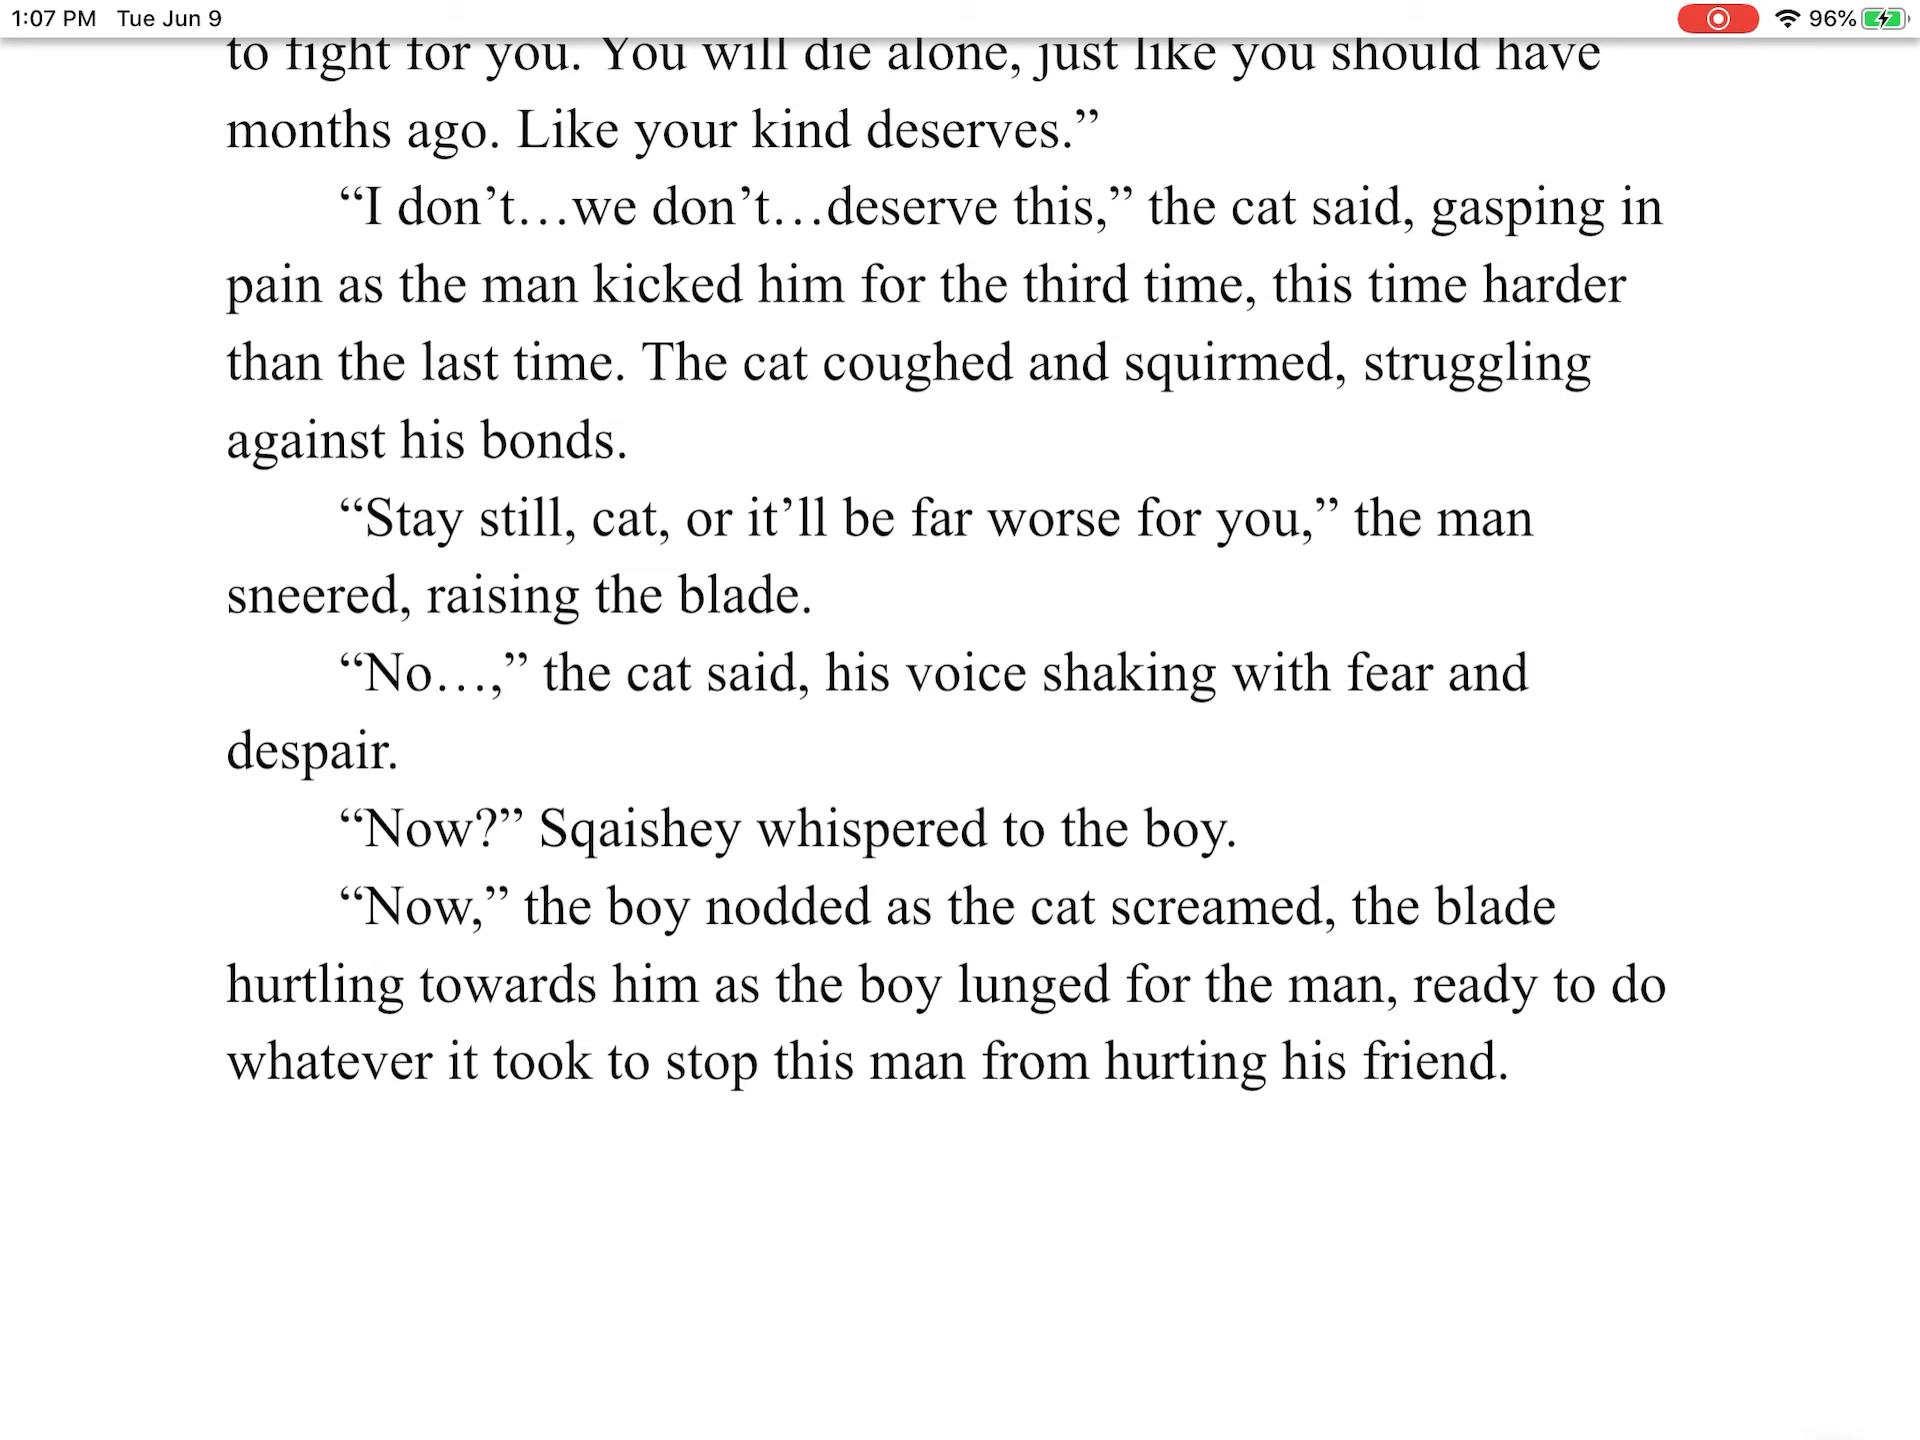 1:07 PM Tue Jun 9
96%
to fight for you. You will die alone, just like you should have
months ago. Like your kind deserves.”
“I don’t…we don’t…deserve this,” the cat said, gasping in
pain as the man kicked him for the third time, this time harder
than the last time. The cat coughed and squirmed, struggling
against his bonds.
“Stay still, cat, or it’ll be far worse for you,” the man
sneered, raising the blade.
“No…,” the cat said, his voice shaking with fear and
despair.
“Now?” Sqaishey whispered to the boy.
“Now,” the boy nodded as the cat screamed, the blade
hurtling towards him as the boy lunged for the man, ready to do
whatever it took to stop this man from hurting his friend.